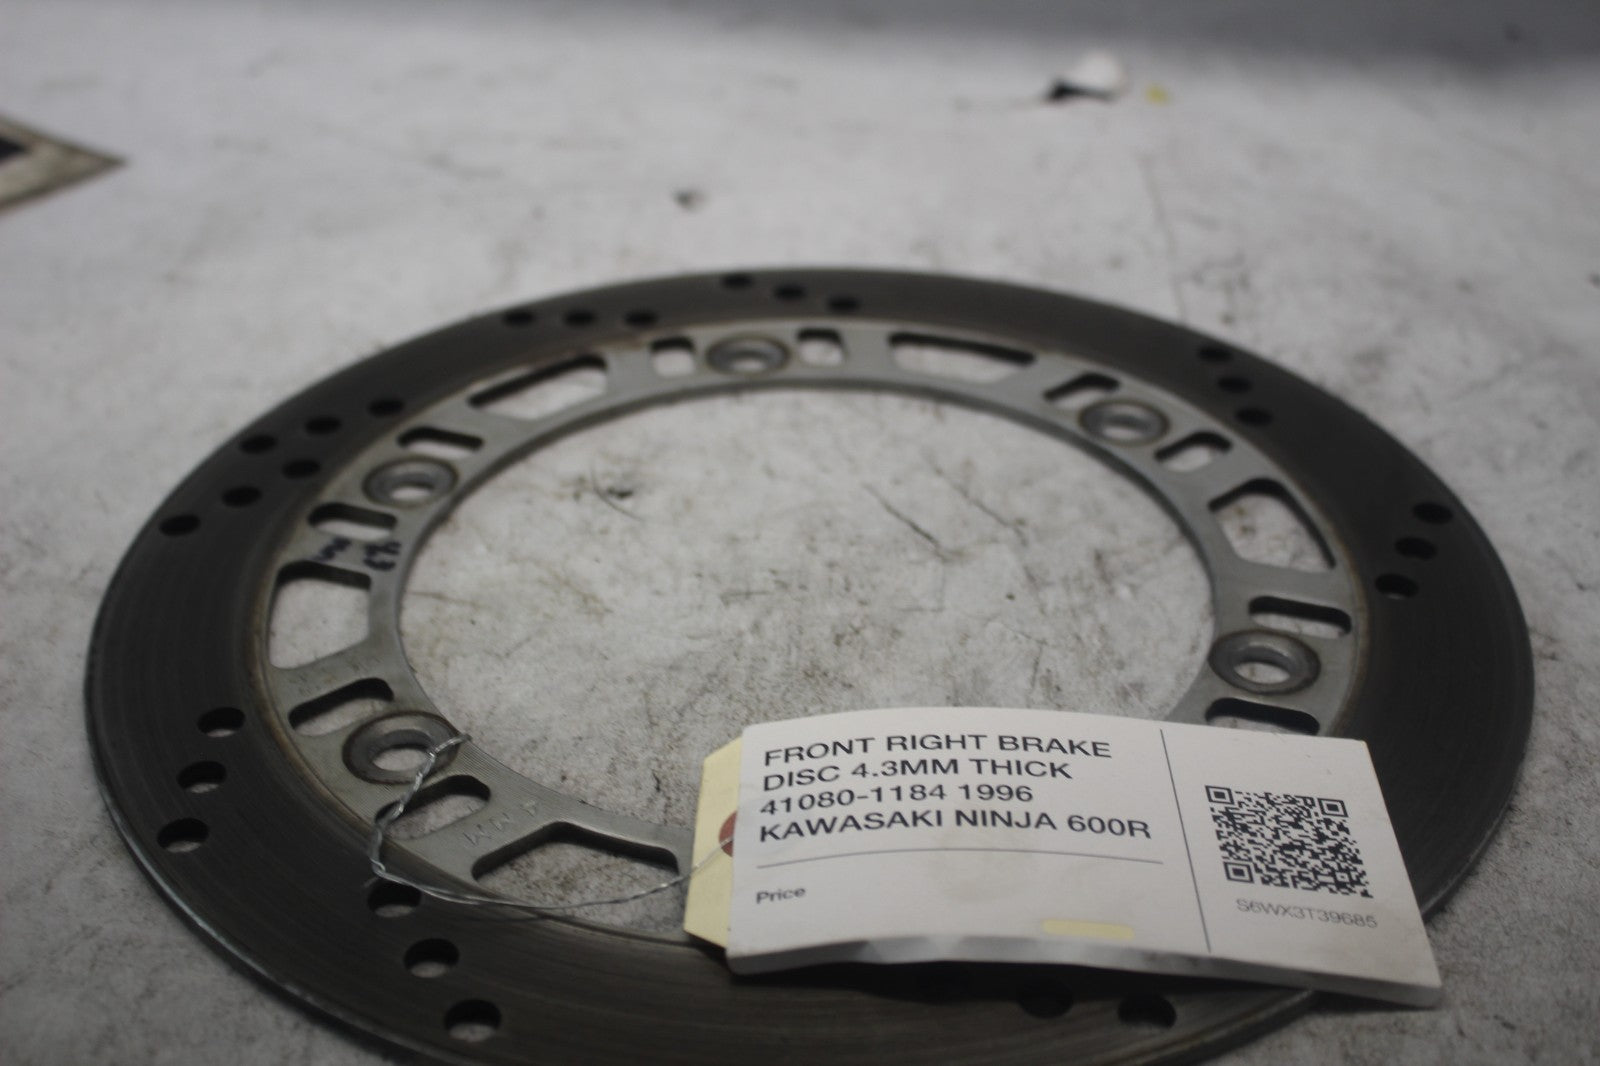 FRONT RIGHT BRAKE
DISC 4.3MM THICK
41080-1184 1996
KAWASAKI NINJA 600R
Price
S6WX3T39685